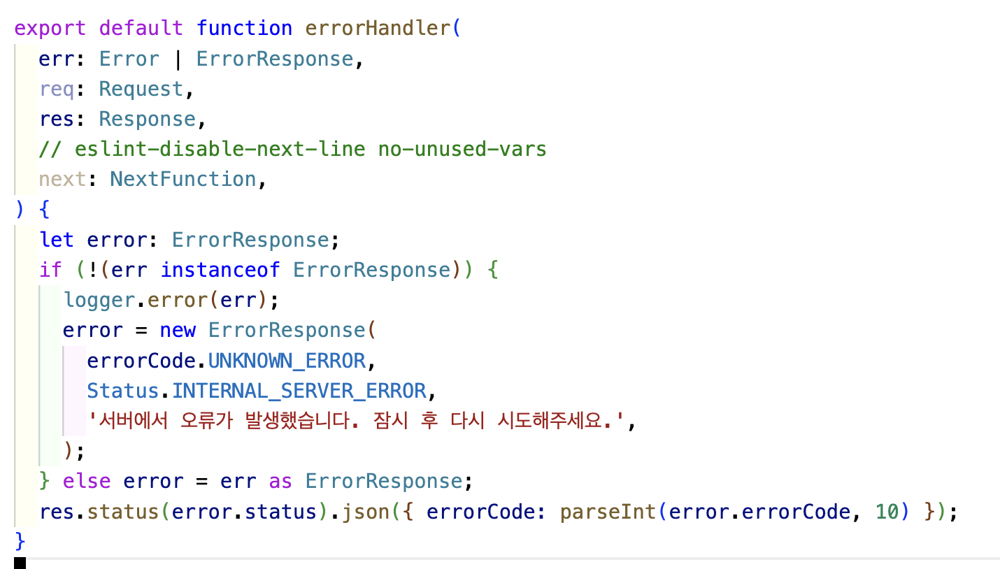 export default function errorHandler(
  err: Error | ErrorResponse,
  req: Request,
  res: Response,
  // eslint-disable-next-line no-unused-vars
  next: NextFunction,
) {
  let error: ErrorResponse;
  if (!(err instanceof ErrorResponse)) {
    logger.error(err);
    error = new ErrorResponse(
      errorCode.UNKNOWN_ERROR,
      Status.INTERNAL_SERVER_ERROR,
      '서버에서 오류가 발생했습니다. 잠시 후 다시 시도해주세요.',
    );
  } else error = err as ErrorResponse;
  res.status(error.status).json({ errorCode: parseInt(error.errorCode, 10) });
}